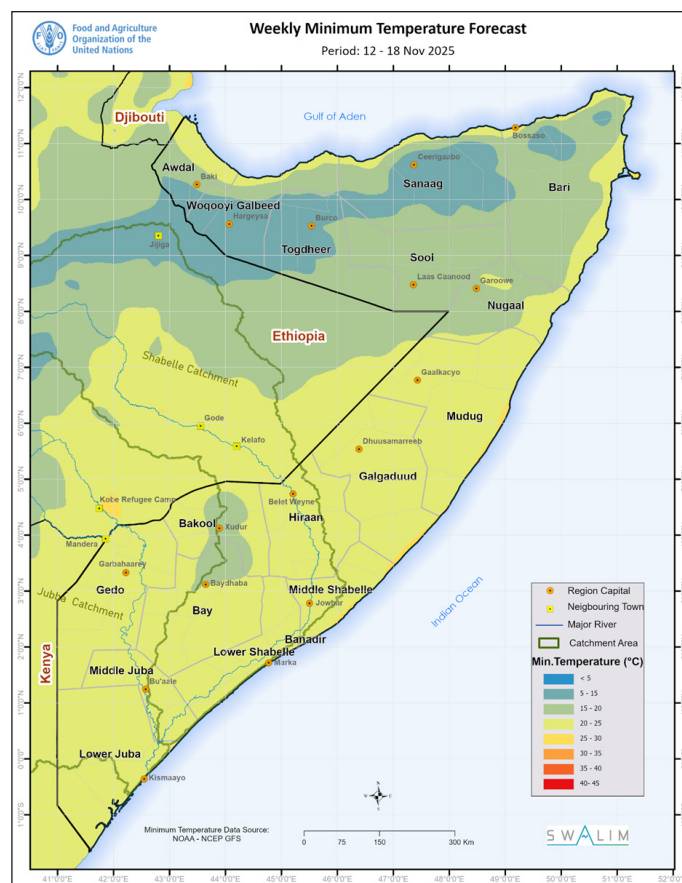 Food and Agriculture
Organization of the
United Nations
Weekly Minimum Temperature Forecast
Period: 12 - 18 Nov 2025
12°0'0"N
11°0'0"N
10°0'0"N
9°0'0"N
8°0'0"N
7°0'0"N
6°0'0"N
5°0'0"N
4°0'0"N
3°0'0"N
2°0'0"N
1°0'0"N
0°0'0"
1°0'0"S
Djibouti
Gulf of Aden
Bossaso
Awdal
Ceerigaabo
Baki
Sanaag
Bari
Woqooyi Galbeed
Hargeysa
Burco
Jijiga
Togdheer
Sool
Laas Caanood
Garoowe
Nugaal
Ethiopia
Shabelle Catchment
Gaalkacyo
Gode
Mudug
Kelafo
Dhuusamarreeb
Galgaduud
Kobe Refugee Camp
Belet Weyne
Hiraan
Bakool
Xudur
Mandera
Garbahaarey
Gedo
Baydhaba
Jubba Catchment
Bay
Middle Shabelle
Jowhar
Indian Ocean
Banadir
Lower Shabelle
Marka
Kenya
Middle Juba
Bu'aale
Lower Juba
Kismaayo
Region Capital
Neigbouring Town
Major River
Catchment Area
Min.Temperature (°C)
< 5
5 - 15
15 - 20
20 - 25
25 - 30
30 - 35
35 - 40
40- 45
Minimum Temperature Data Source:
NOAA - NCEP GFS
0 75 150 300 Km
SWALIM
41°0'0"E 42°0'0"E 43°0'0"E 44°0'0"E 45°0'0"E 46°0'0"E 47°0'0"E 48°0'0"E 49°0'0"E 50°0'0"E 51°0'0"E